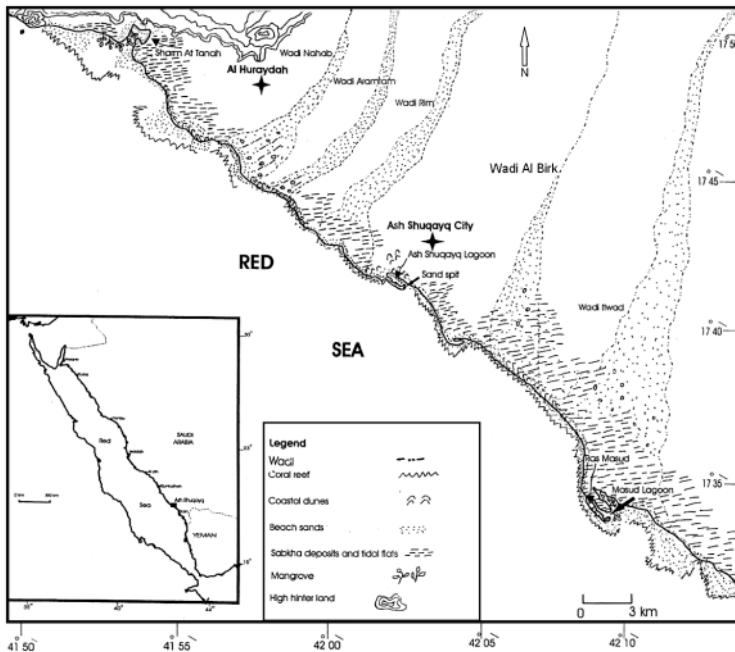 Sharm At Tanah
Wadi Nahab
Al Huraydah
Wadi Aramram
Wadi Rim
N
Wadi Al Birk
17 45
Ash Shuqayq City
Ash Shuqayq Lagoon
Sand spit
RED
SEA
Wadi Itwad
17 40
Ras Masud
Masud Lagoon
17 35
Red
Sea
SAUDI
ARABIA
Ash Shuqayq
YEMAN
Legend
Wadi
Coral reef
Coastal dunes
Beach sands
Sabkha deposits and tidal flats
Mangrove
High hinter land
0 3 km
41 50
41 55
42 00
42 05
42 10